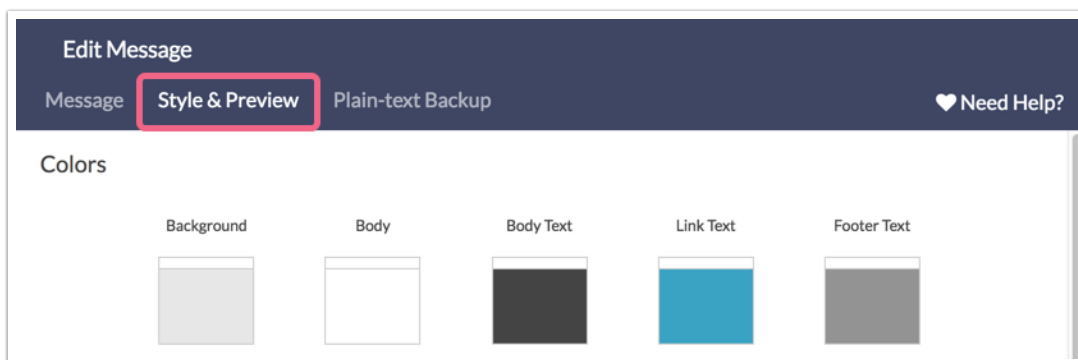 Edit Message
Message Style & Preview Plain-text Backup Need Help?
Colors
Background Body Body Text Link Text Footer Text